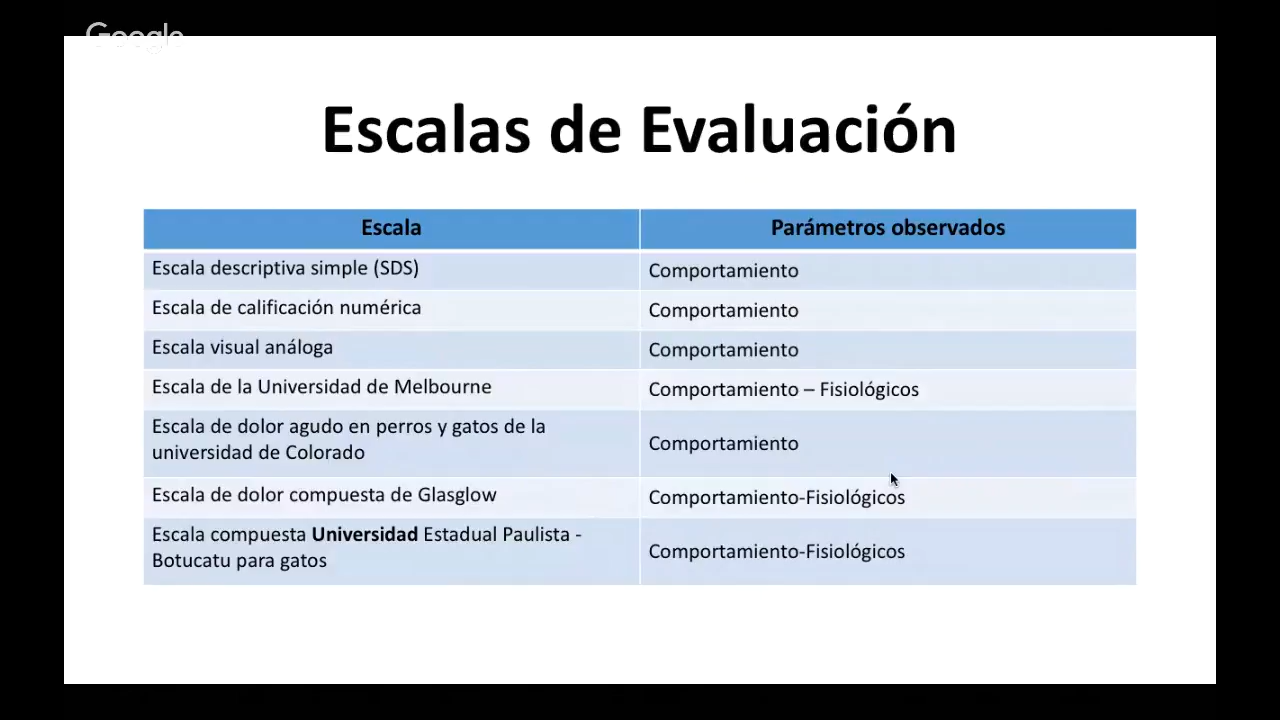 Google
Escalas de Evaluación
Escala
Parámetros observados
Escala descriptiva simple (SDS)
Comportamiento
Escala de calificación numérica
Comportamiento
Escala visual análoga
Comportamiento
Escala de la Universidad de Melbourne
Comportamiento – Fisiológicos
Escala de dolor agudo en perros y gatos de la
universidad de Colorado
Comportamiento
Escala de dolor compuesta de Glasglow
Comportamiento-Fisiológicos
Escala compuesta Universidad Estadual Paulista -
Botucatu para gatos
Comportamiento-Fisiológicos